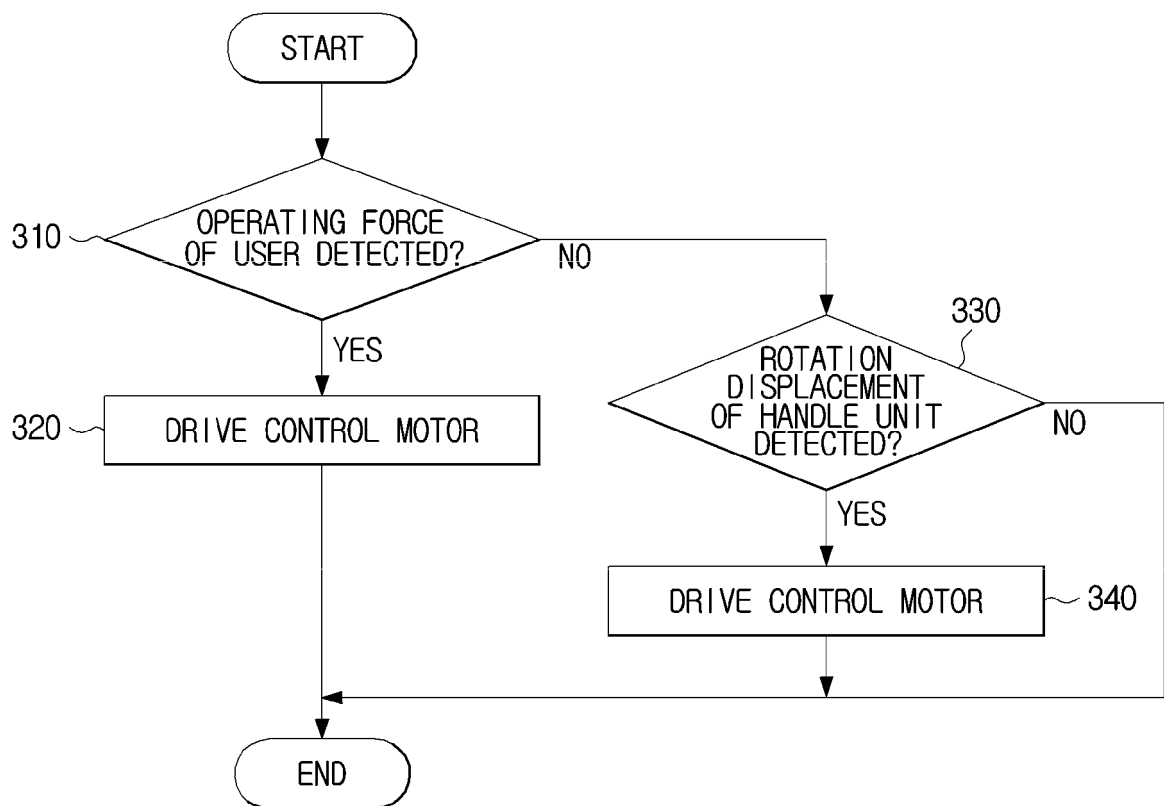 START
310
OPERATING FORCE
OF USER DETECTED?
NO
YES
330
ROTATION
DISPLACEMENT
OF HANDLE UNIT
DETECTED?
NO
320
DRIVE CONTROL MOTOR
YES
DRIVE CONTROL MOTOR
340
END